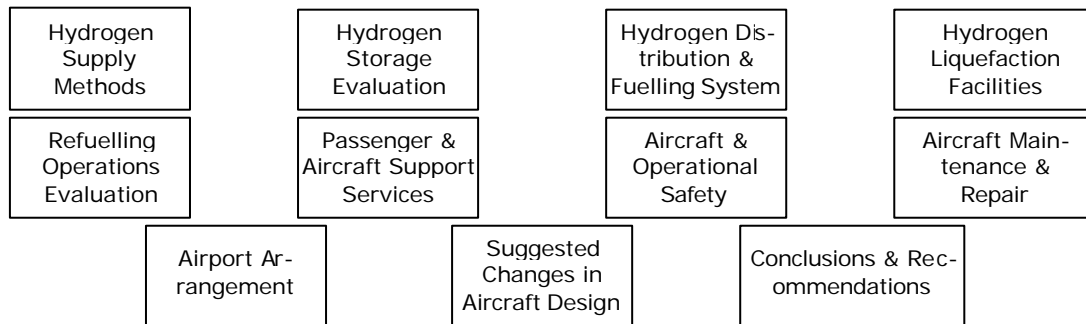 Hydrogen
Supply
Methods
Hydrogen
Storage
Evaluation
Hydrogen Dis-
tribution &
Fuelling System
Hydrogen
Liquefaction
Facilities
Refuelling
Operations
Evaluation
Passenger &
Aircraft Support
Services
Aircraft &
Operational
Safety
Aircraft Main-
tenance &
Repair
Airport Ar-
rangement
Suggested
Changes in
Aircraft Design
Conclusions & Rec-
ommendations